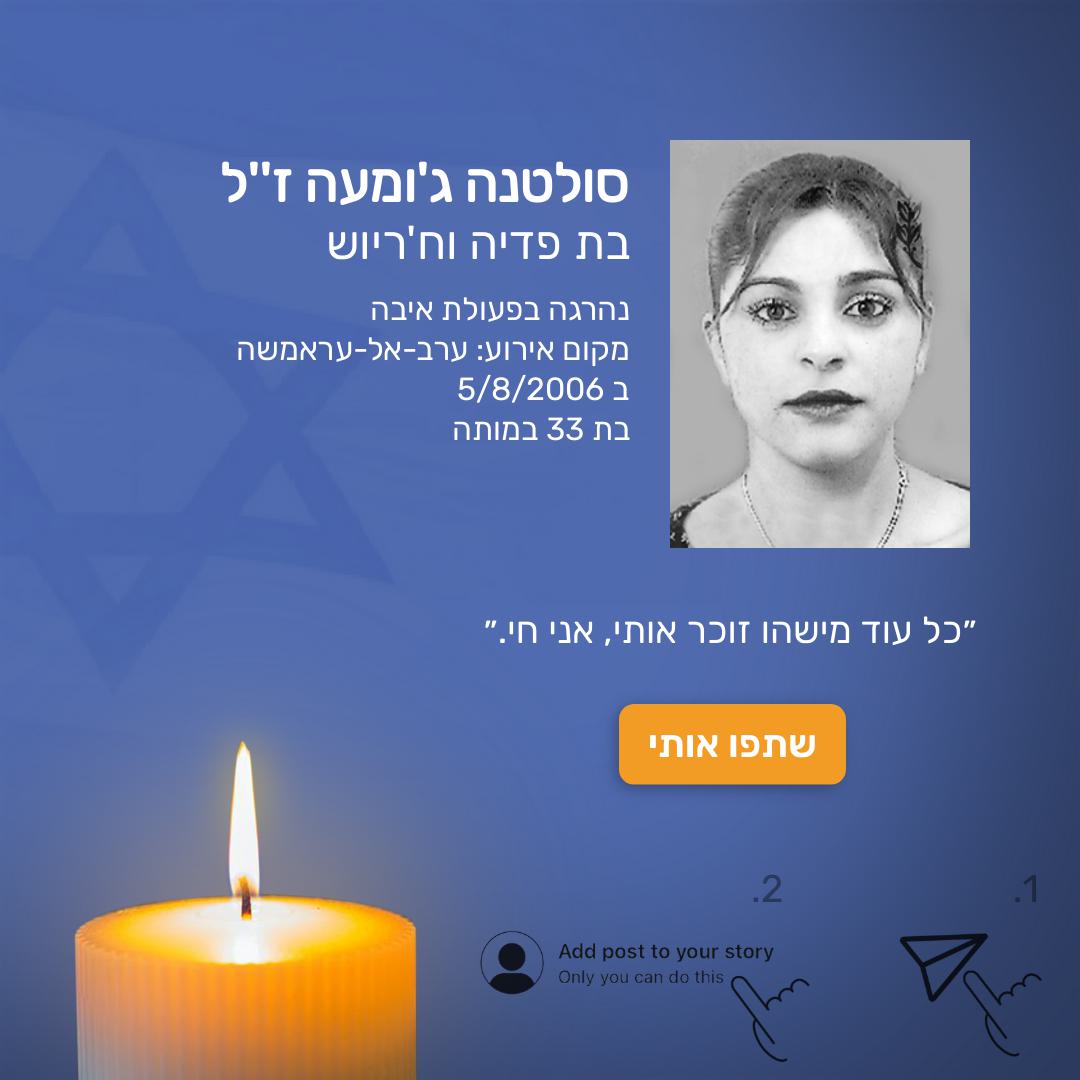 סולטנה ג'ומעה ז"ל
בת פדיה וח'ריוש
נהרגה בפעולת איבה
מקום אירוע: ערב-אל-עראמשה
ב 5/8/2006
בת 33 במותה
״כל עוד מישהו זוכר אותי, אני חי.״
שתפו אותי
1.
2.
Add post to your story
Only you can do this